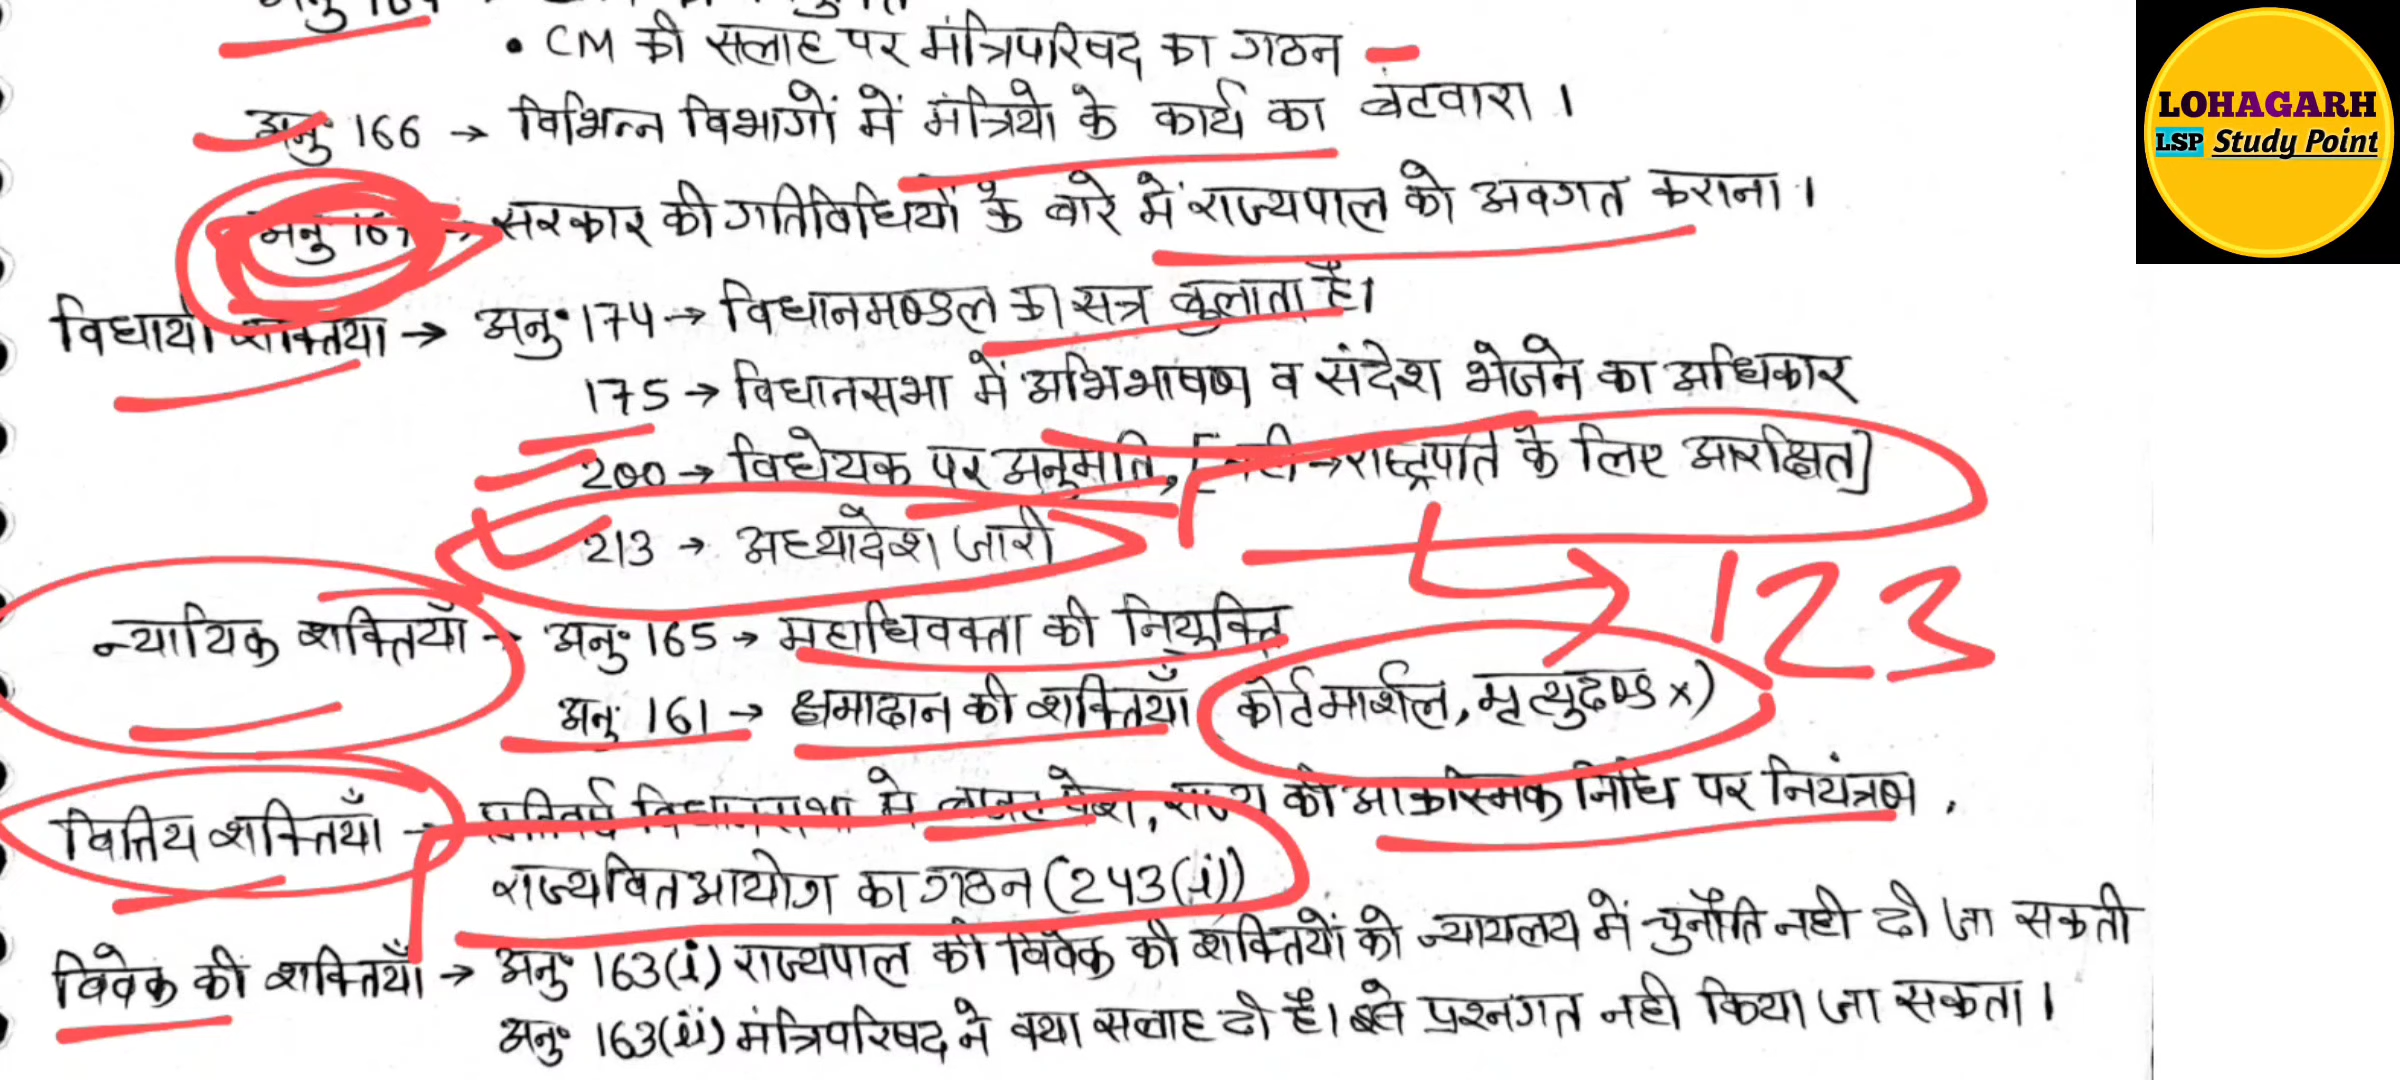 • CM की सलाह पर मंत्रिपरिषद का गठन
अनु 166 → विभिन्न विभागों में मंत्रियो के कार्य का बंटवारा ।
अनु 167 → सरकार की गतिविधियों के बारे में राज्यपाल को अवगत कराना ।
विधायी शक्तियाँ → अनु॰ 174 → विधानमण्डल का सत्र बुलाता है।
175 → विधानसभा में अभिभाषण व संदेश भेजने का अधिकार
200 → विधेयक पर अनुमति, [ →राष्ट्रपति के लिए आरक्षित]
213 → अध्यादेश जारी
123
न्यायिक शक्तियाँ → अनु॰ 165 → महाधिवक्ता की नियुक्ति
अनु॰ 161 → क्षमादान की शक्तियाँ (कोर्टमार्शल, मृत्युदण्ड x)
वित्तिय शक्तियाँ → प्रतिवर्ष विधानसभा मे बजट पेश, राज्य की आकस्मिक निधि पर नियंत्रण ,
राज्यवित आयोग का गठन (243(i))
विवेक की शक्तियाँ → अनु॰ 163(i) राज्यपाल की विवेक की शक्तियों को न्यायलय में चुनौति नही दी जा सकती
अनु॰ 163(ii) मंत्रिपरिषद ने क्या सलाह दी है। इसे प्रश्नगत नही किया जा सकता ।
LOHAGARH
LSP Study Point